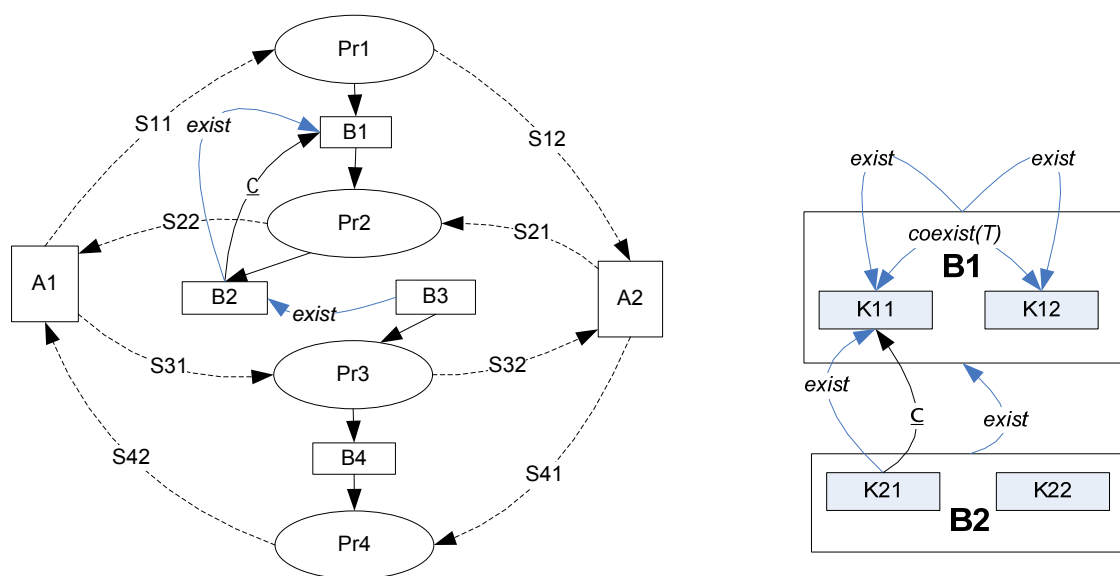 Pr1
S11
exist
B1
S12
C
S22
Pr2
S21
A1
B2
exist
B3
A2
S31
Pr3
S32
S42
B4
S41
Pr4
exist
exist
coexist(T)
B1
K11
K12
exist
C
exist
K21
K22
B2